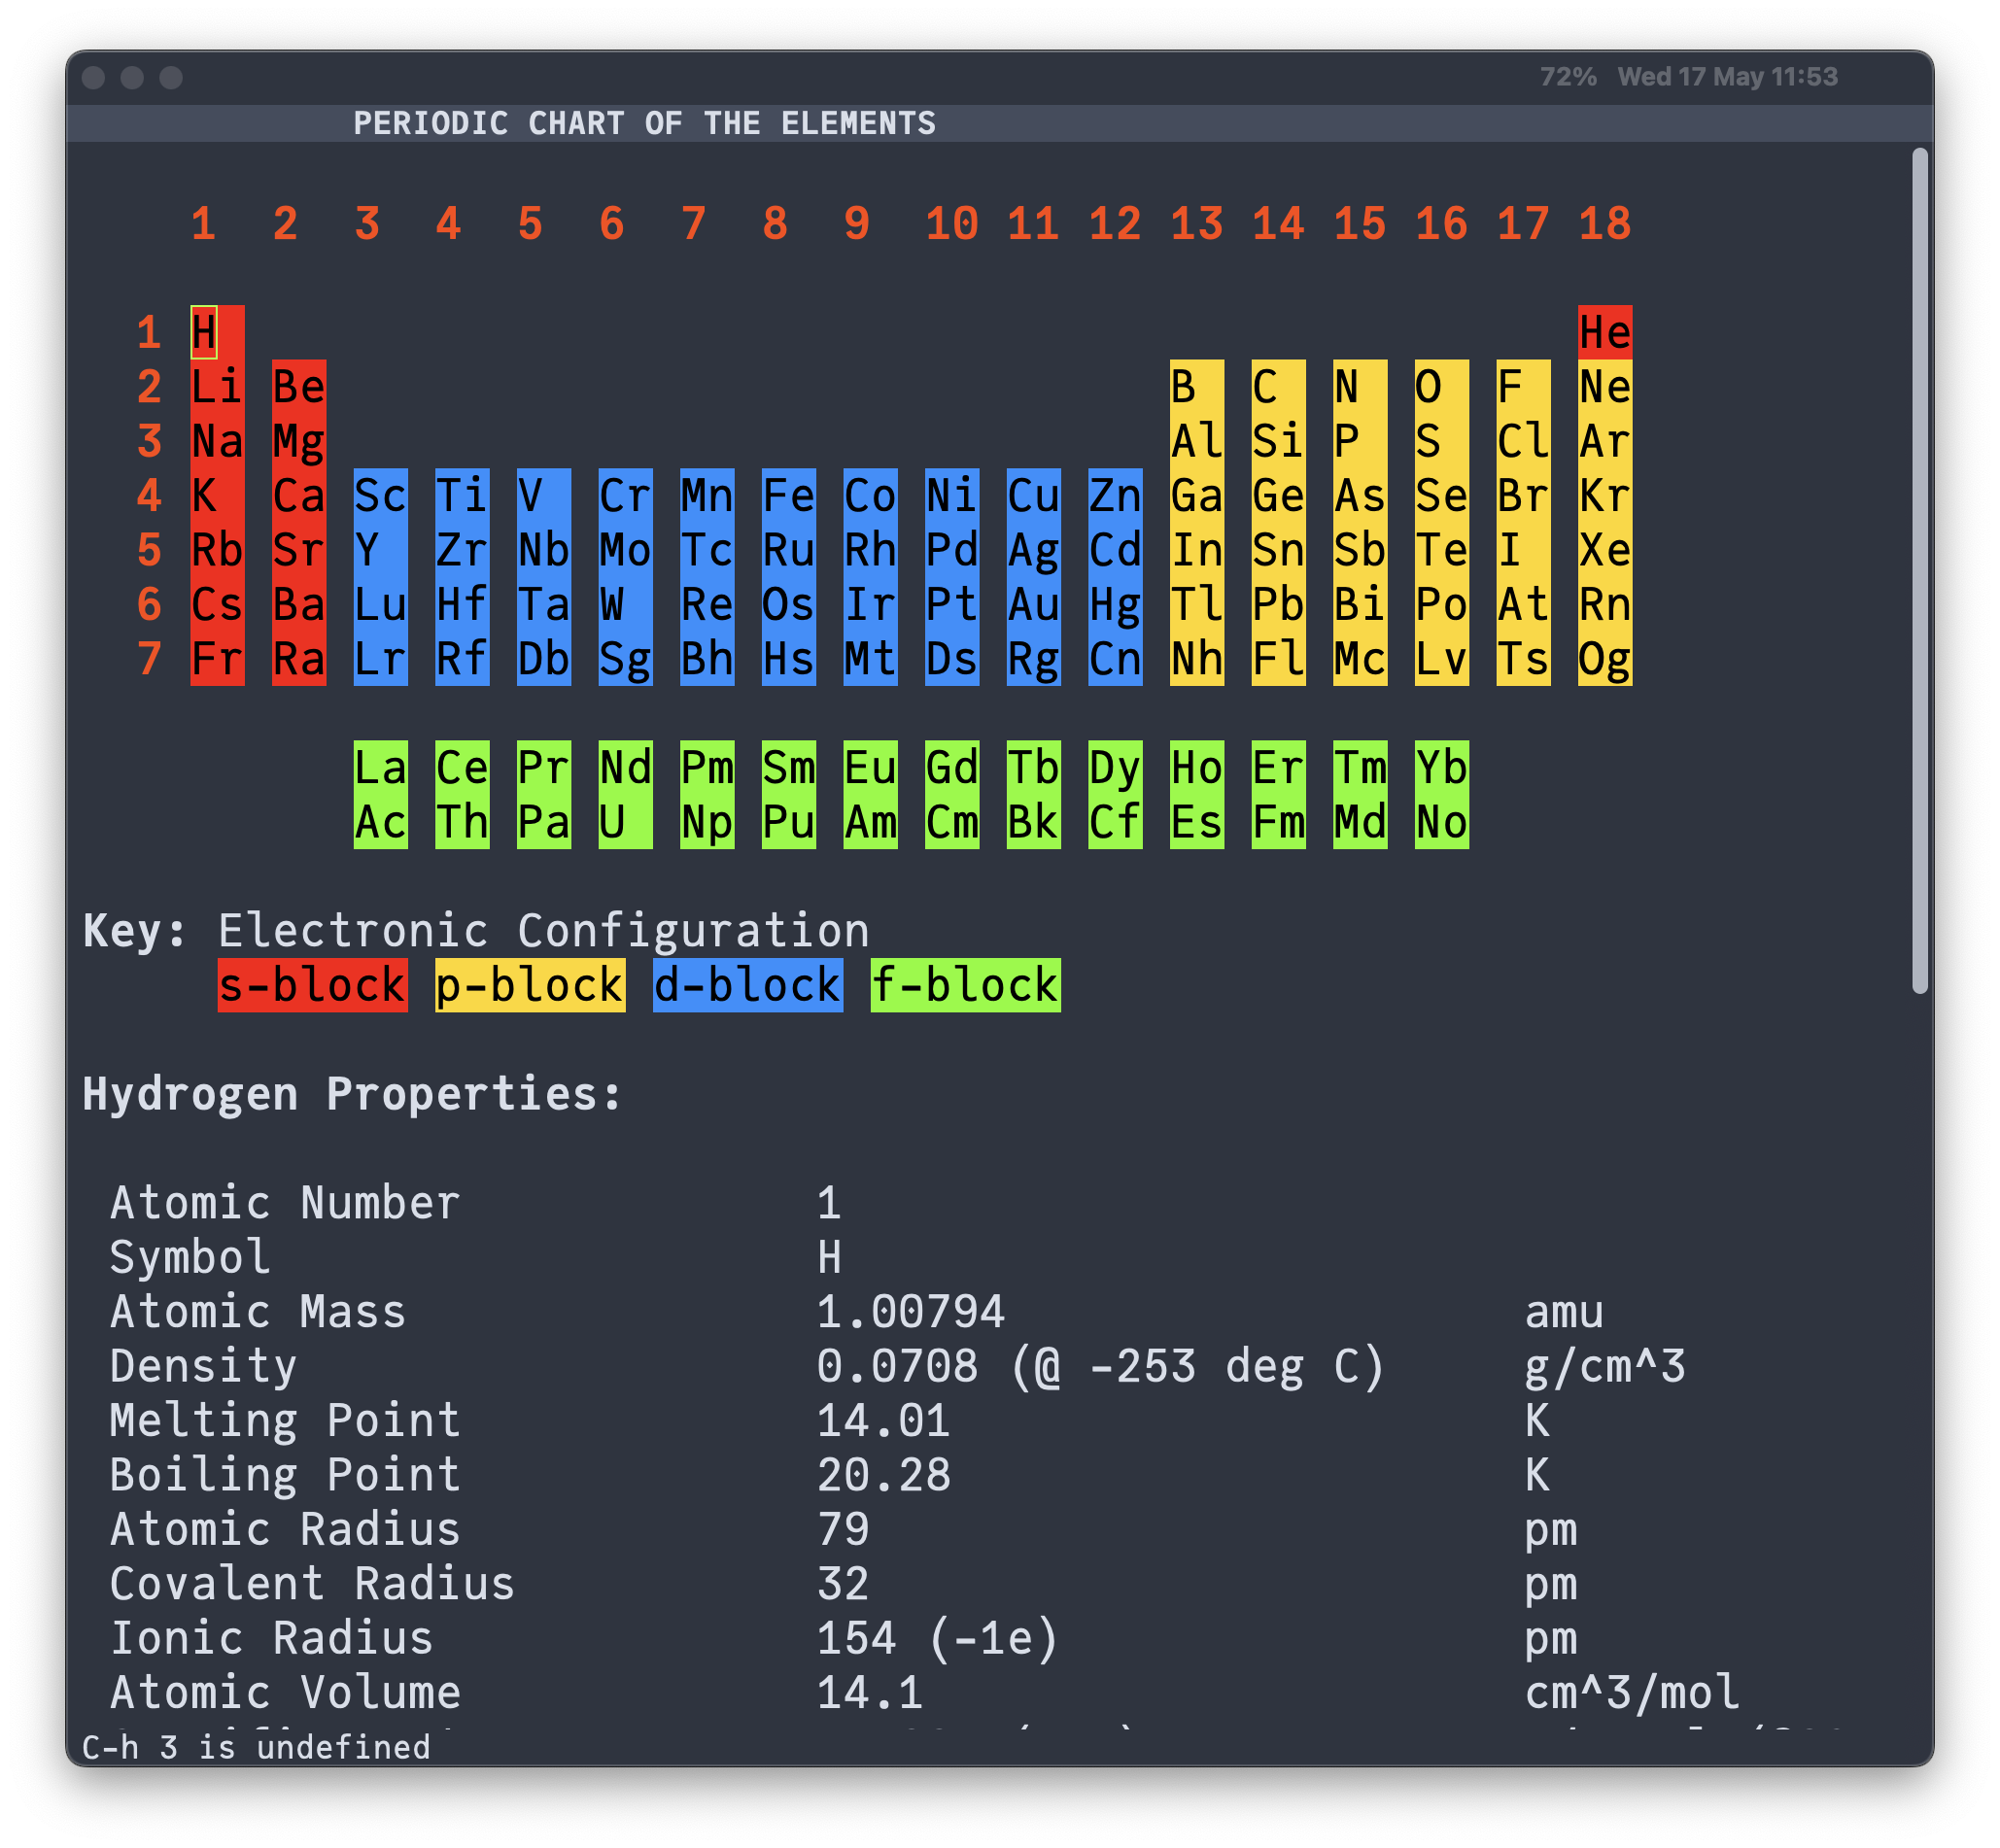 72% Wed 17 May 11:53
PERIODIC CHART OF THE ELEMENTS
1 2 3 4 5 6 7 8 9 10 11 12 13 14 15 16 17 18
1 H He
2 Li Be B C N O F Ne
3 Na Mg Al Si P S Cl Ar
4 K Ca Sc Ti V Cr Mn Fe Co Ni Cu Zn Ga Ge As Se Br Kr
5 Rb Sr Y Zr Nb Mo Tc Ru Rh Pd Ag Cd In Sn Sb Te I Xe
6 Cs Ba Lu Hf Ta W Re Os Ir Pt Au Hg Tl Pb Bi Po At Rn
7 Fr Ra Lr Rf Db Sg Bh Hs Mt Ds Rg Cn Nh Fl Mc Lv Ts Og
La Ce Pr Nd Pm Sm Eu Gd Tb Dy Ho Er Tm Yb
Ac Th Pa U Np Pu Am Cm Bk Cf Es Fm Md No
Key: Electronic Configuration
s-block p-block d-block f-block
Hydrogen Properties:
Atomic Number 1
Symbol H
Atomic Mass 1.00794 amu
Density 0.0708 (@ -253 deg C) g/cm^3
Melting Point 14.01 K
Boiling Point 20.28 K
Atomic Radius 79 pm
Covalent Radius 32 pm
Ionic Radius 154 (-1e) pm
Atomic Volume 14.1 cm^3/mol
C-h 3 is undefined